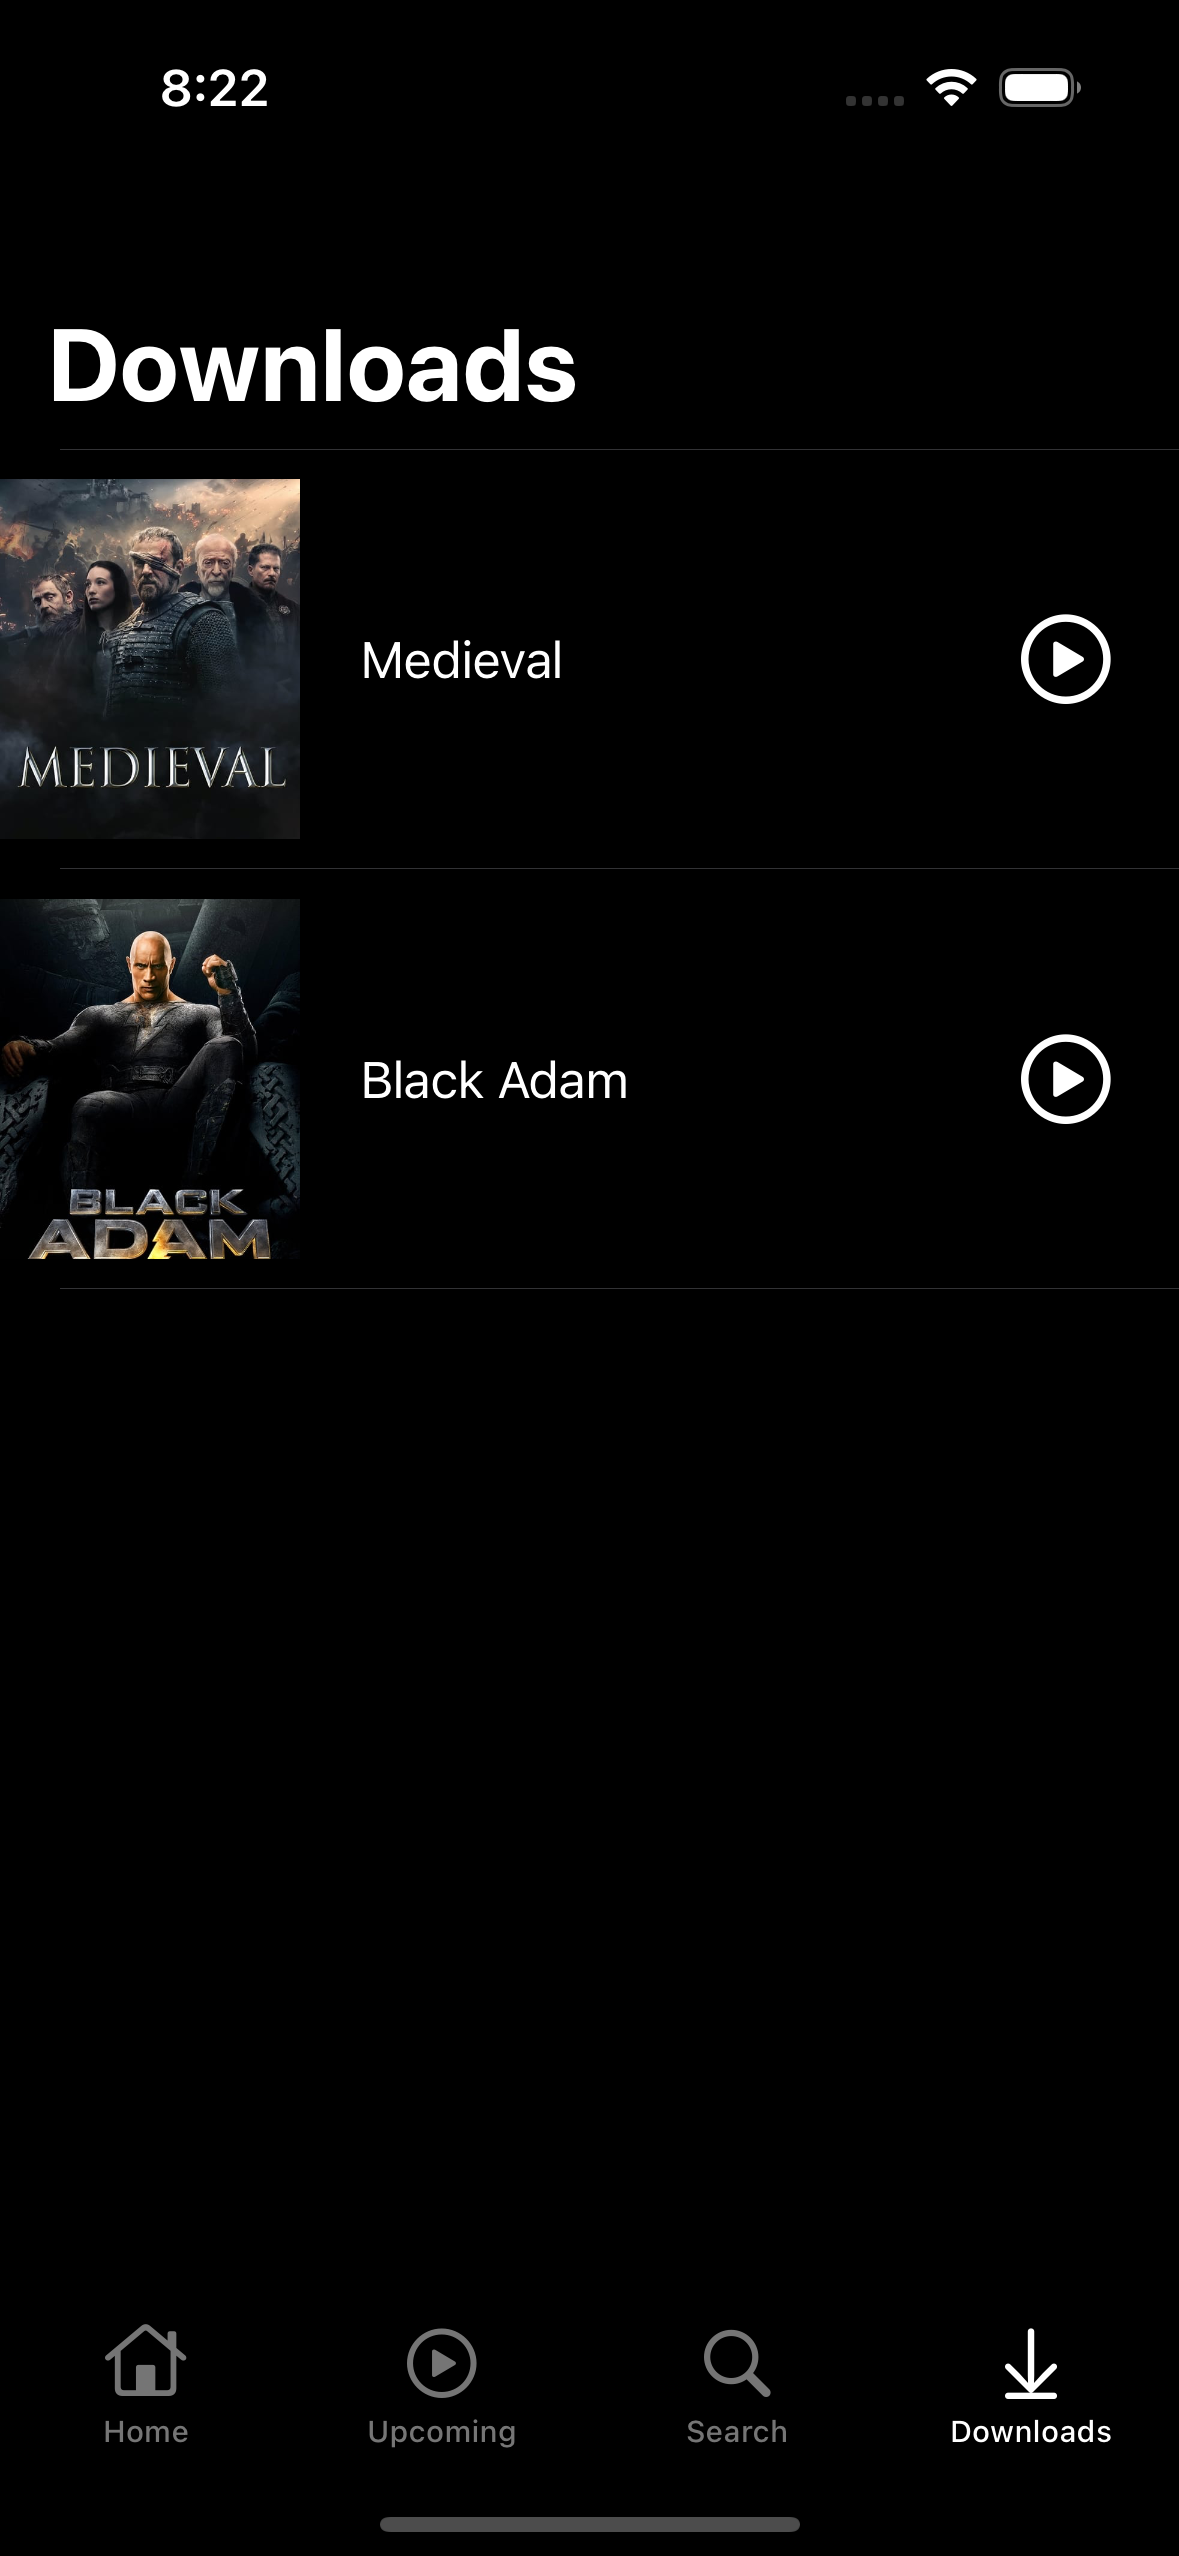 8:22
Downloads
MEDIEVAL
Medieval
BLACK
ADAM
Black Adam
Home
Upcoming
Search
Downloads